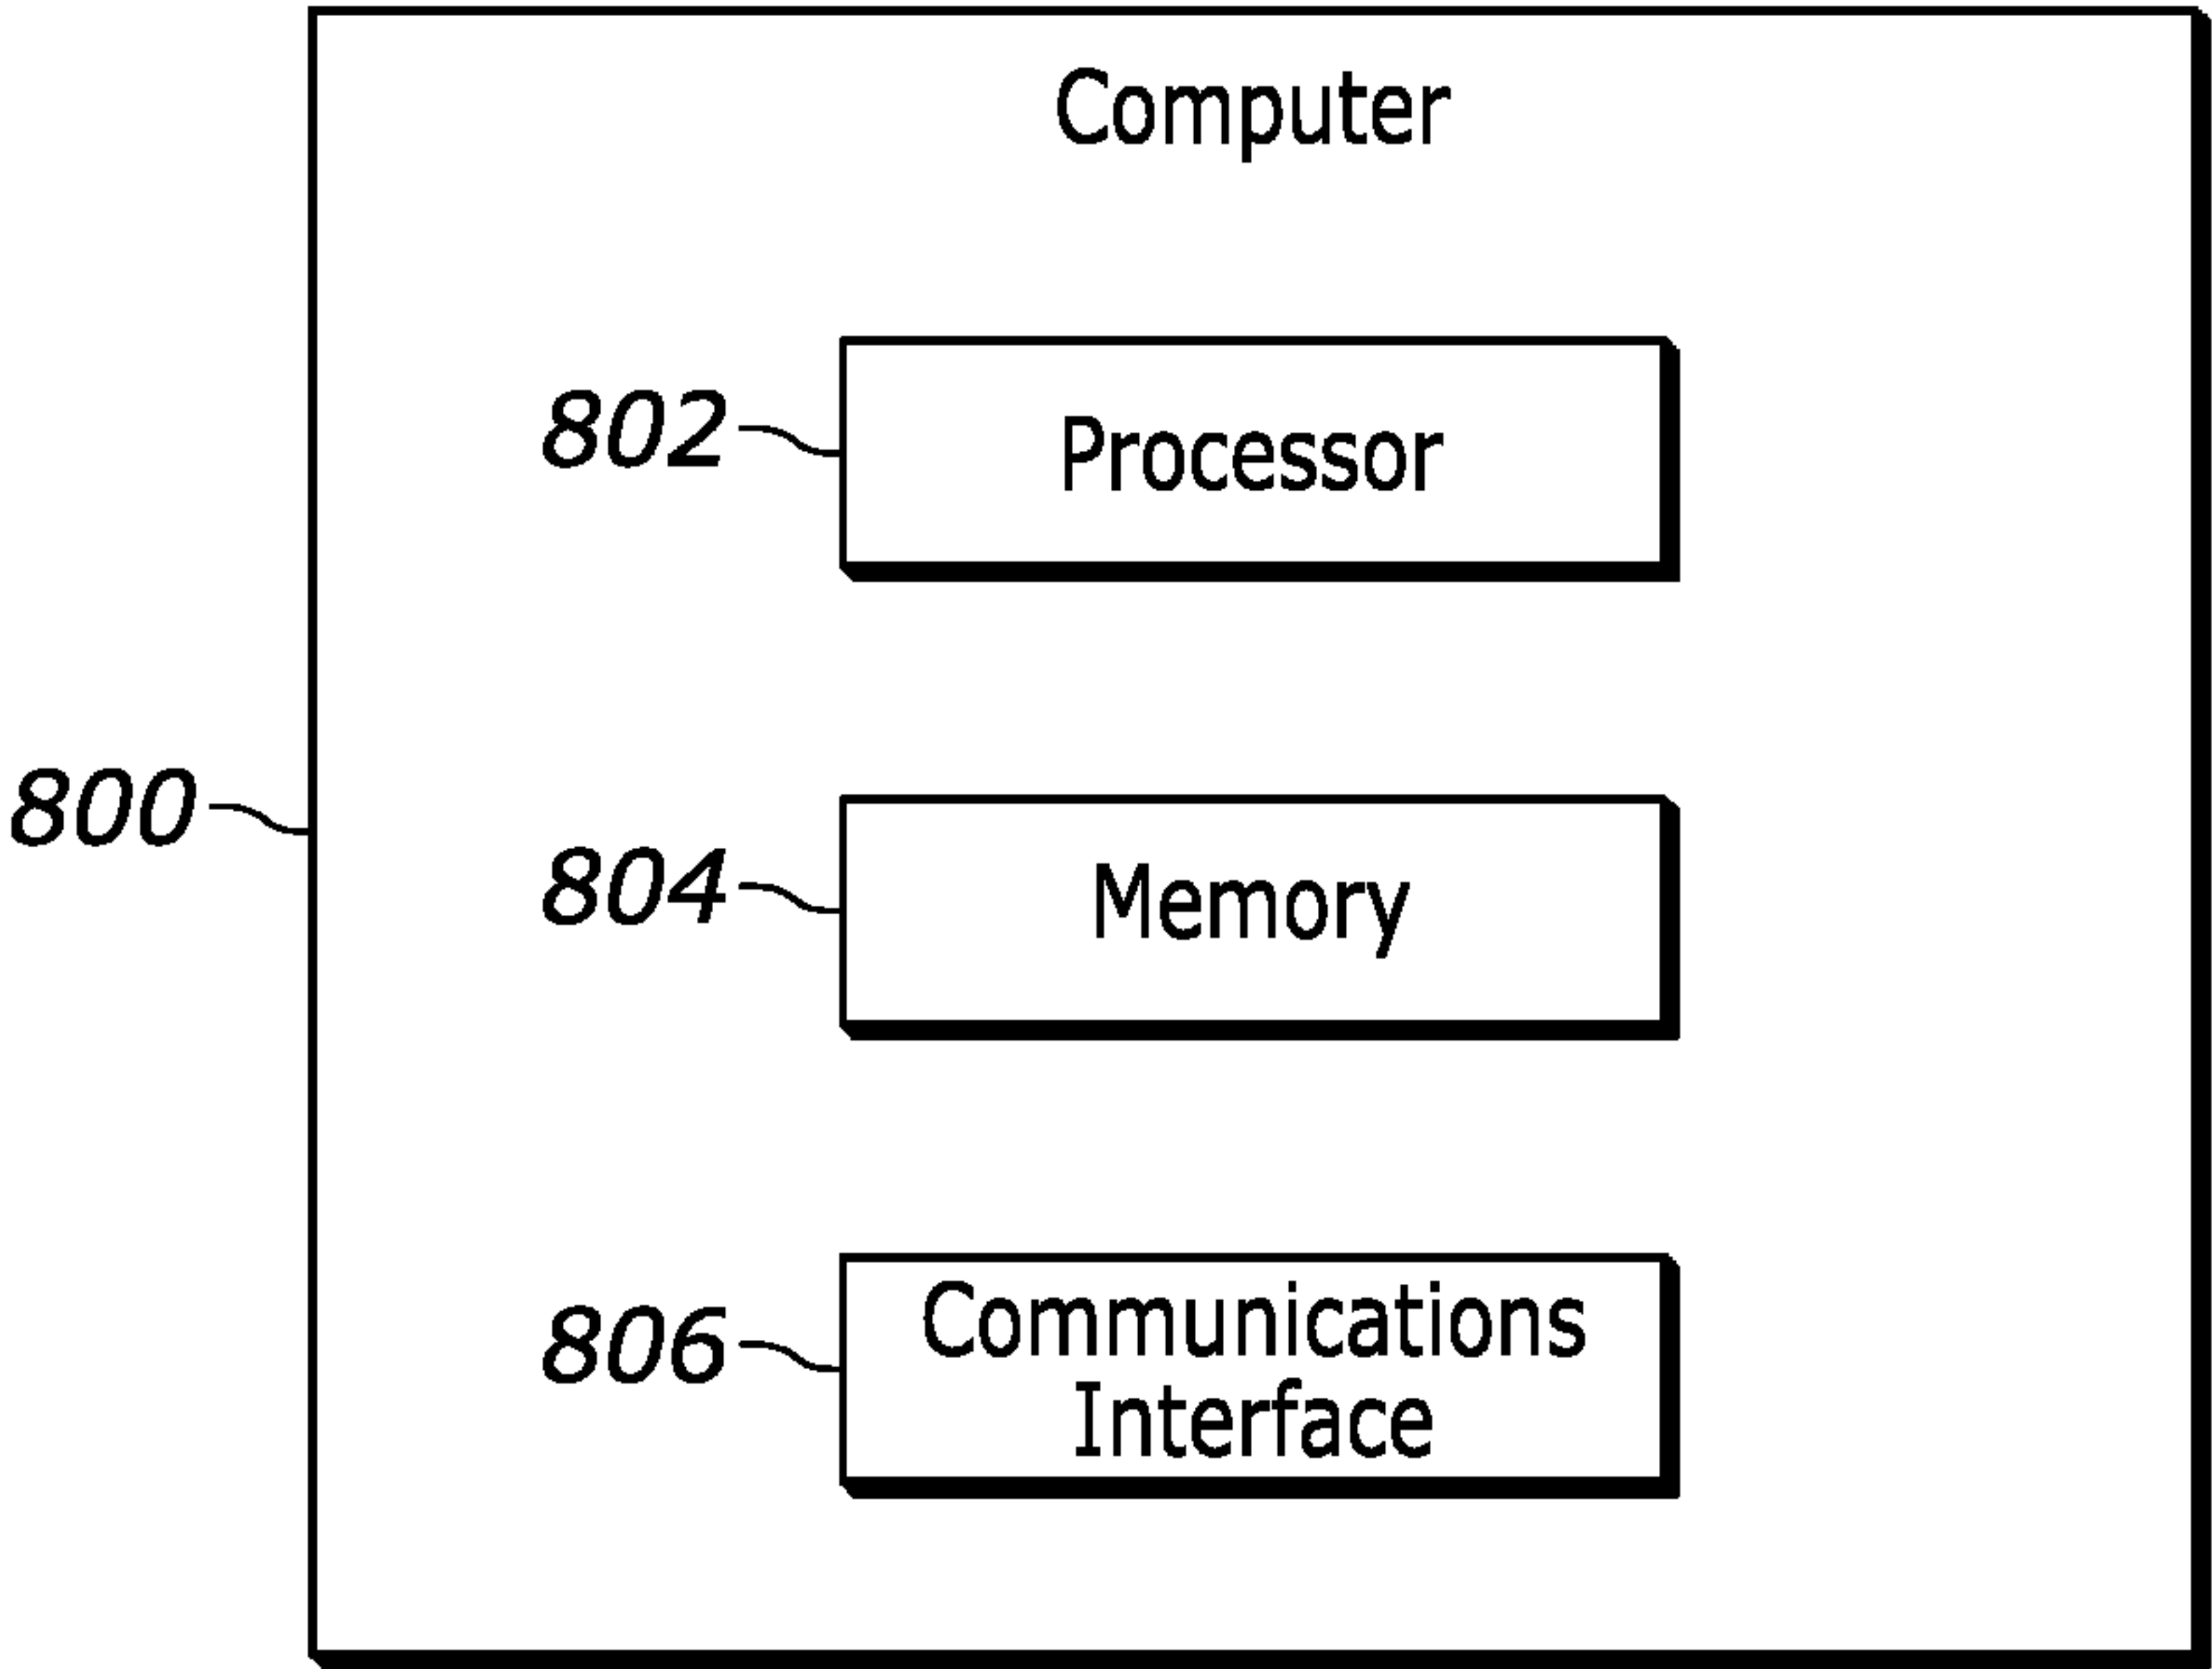 Computer
802
Processor
800
804
Memory
806
Communications
Interface